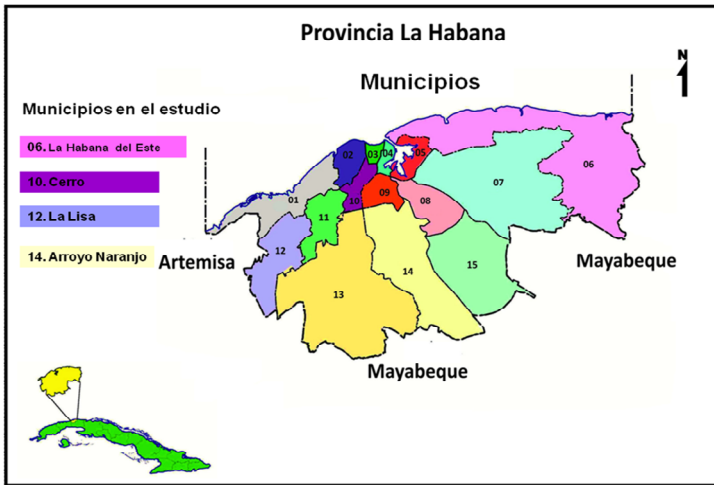 Provincia La Habana
N
Municipios
Municipios en el estudio
06. La Habana del Este
10. Cerro
12. La Lisa
14. Arroyo Naranjo
02
03
04
05
06
01
10
09
07
11
08
12
14
15
13
Artemisa
Mayabeque
Mayabeque